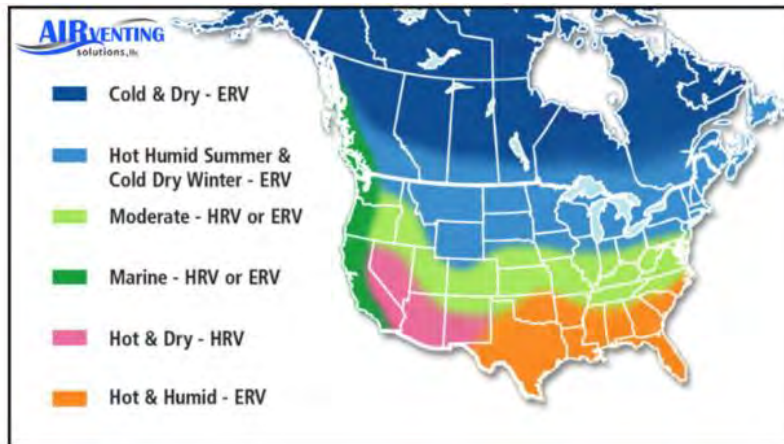 AIRVENTING
solutions,llc
Cold & Dry - ERV
Hot Humid Summer &
Cold Dry Winter - ERV
Moderate - HRV or ERV
Marine - HRV or ERV
Hot & Dry - HRV
Hot & Humid - ERV